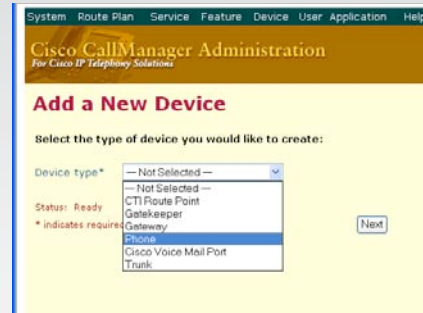 System Route Plan Service Feature Device User Application Help
Cisco CallManager Administration
For Cisco IP Telephony Solutions
Add a New Device
Select the type of device you would like to create:
Device type* — Not Selected —
— Not Selected —
CTI Route Point
Gatekeeper
Gateway
Phone
Cisco Voice Mail Port
Trunk
Status: Ready
* indicates required
Next